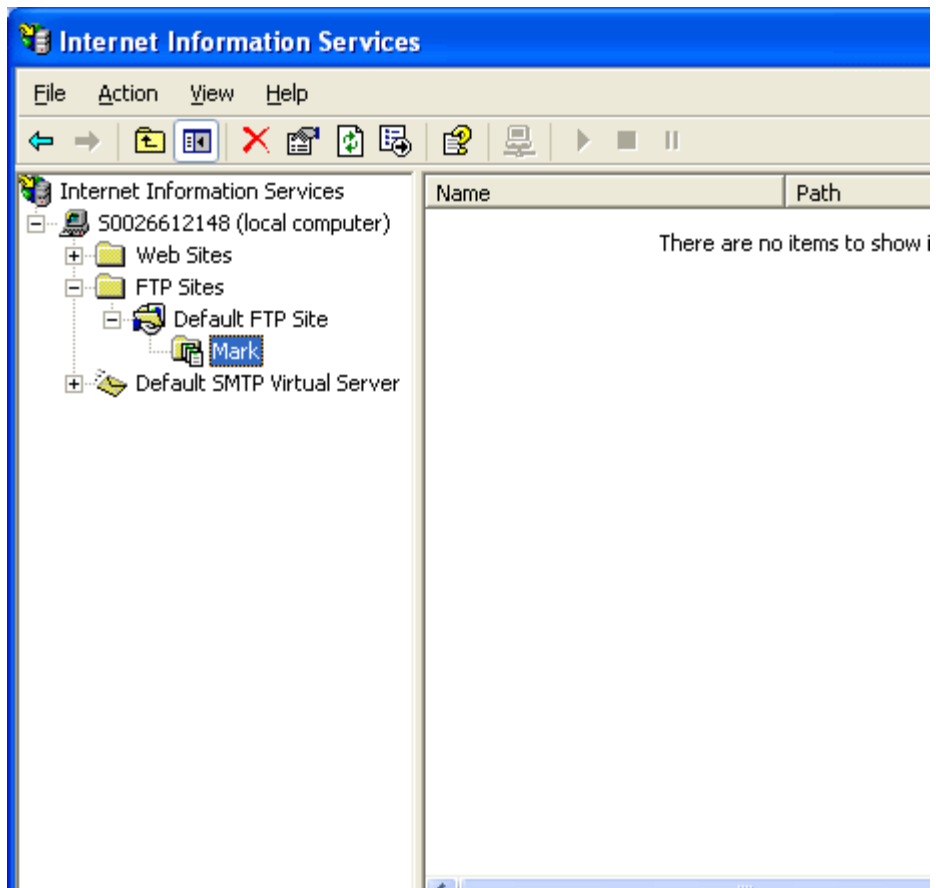 Internet Information Services
File Action View Help
Internet Information Services
S0026612148 (local computer)
Web Sites
FTP Sites
Default FTP Site
Mark
Default SMTP Virtual Server
Name Path
There are no items to show i